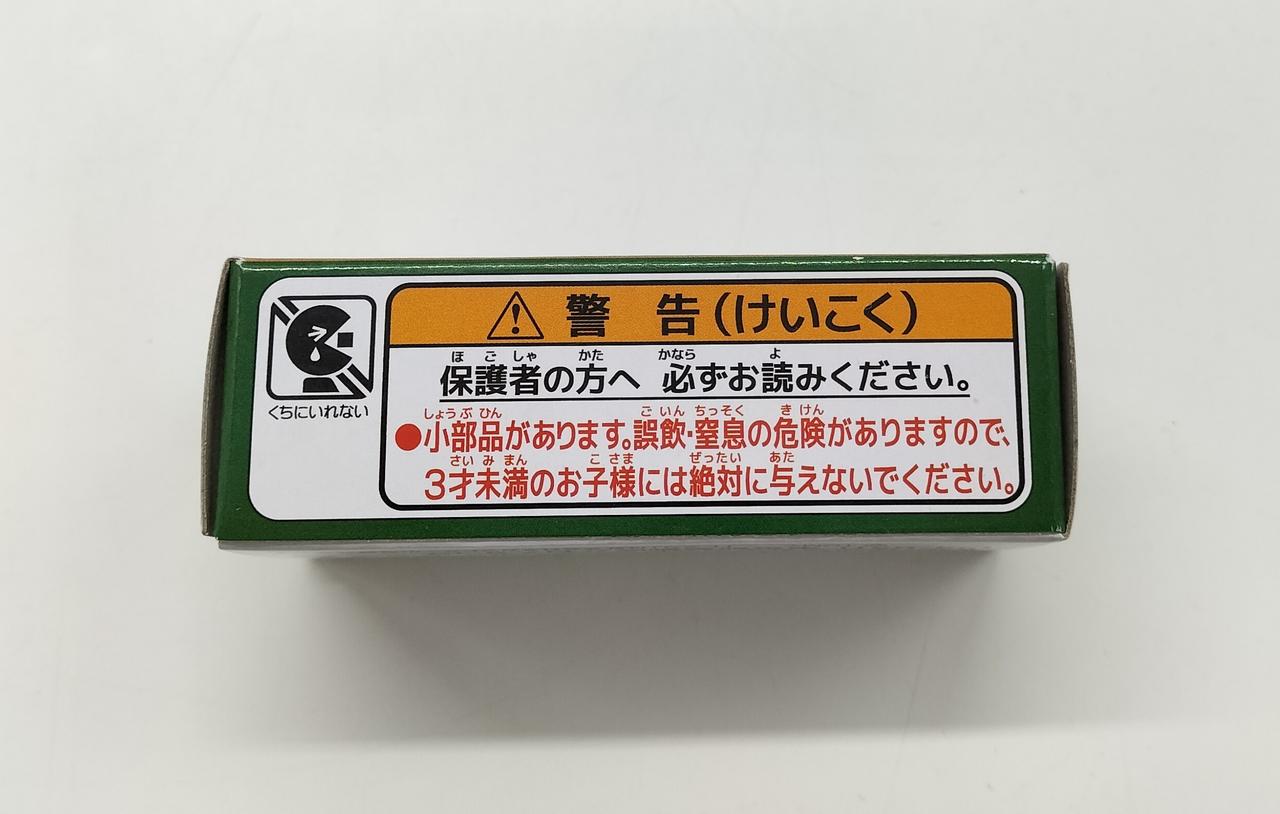 くちにいれない
警告(けいこく)
ほごしゃ かた かなら よ
保護者の方へ 必ずお読みください。
しょうぶひん ごいん ちっそく きけん
●小部品があります。誤飲・窒息の危険がありますので、
さいみまん こさま ぜったい あた
3才未満のお子様には絶対に与えないでください。